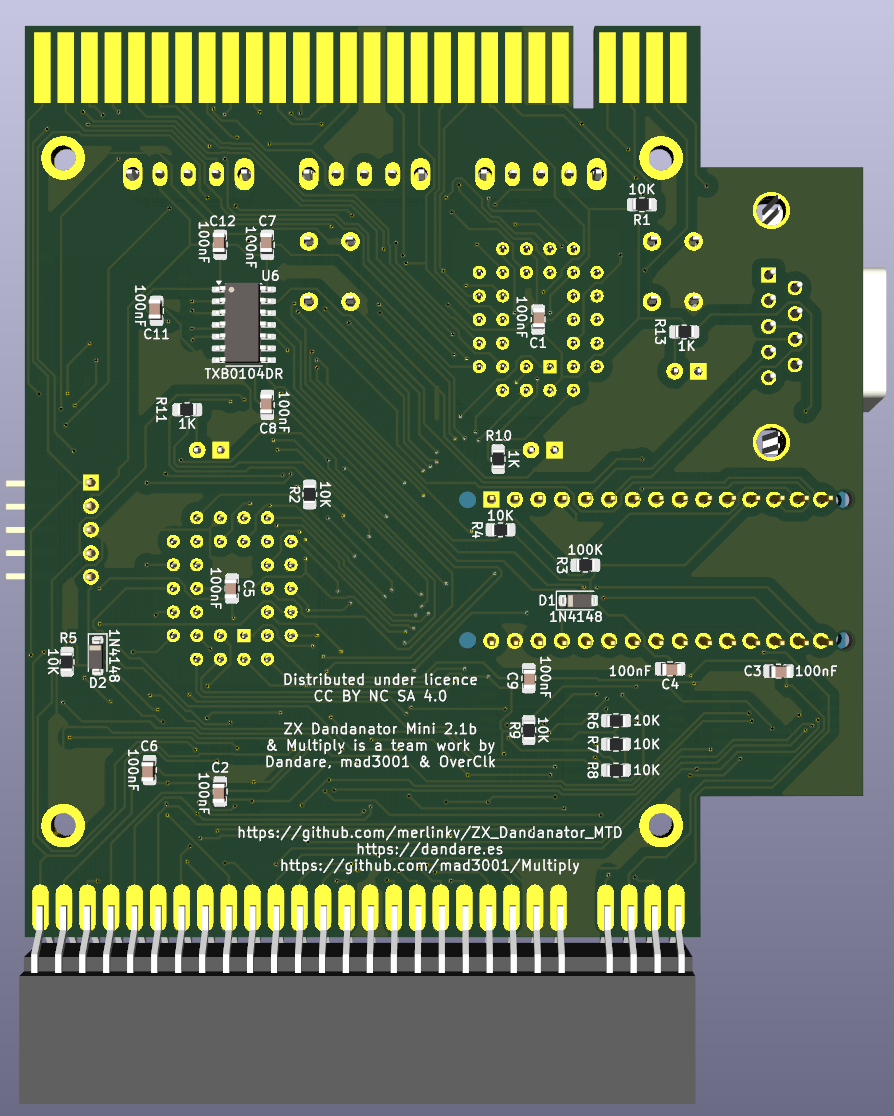 10K
R1
C12
C7
100nF
100nF
U6
100nF
C11
TXB0104DR
100nF
C1
R13
1K
R11
1K
100nF
C8
R10
1K
R2
10K
10K
R4
100K
R3
100nF
C5
D1
1N4148
R5
10K
1N4148
D2
Distributed under licence
CC BY NC SA 4.0
C9
100nF
100nF
C4
C3
100nF
ZX Dandanator Mini 2.1b
& Multiply is a team work by
Dandare, mad3001 & OverClk
R9
10K
R6
10K
R7
10K
R8
10K
C6
100nF
C2
100nF
https://github.com/merlinkv/ZX_Dandanator_MTD
https://dandare.es
https://github.com/mad3001/Multiply